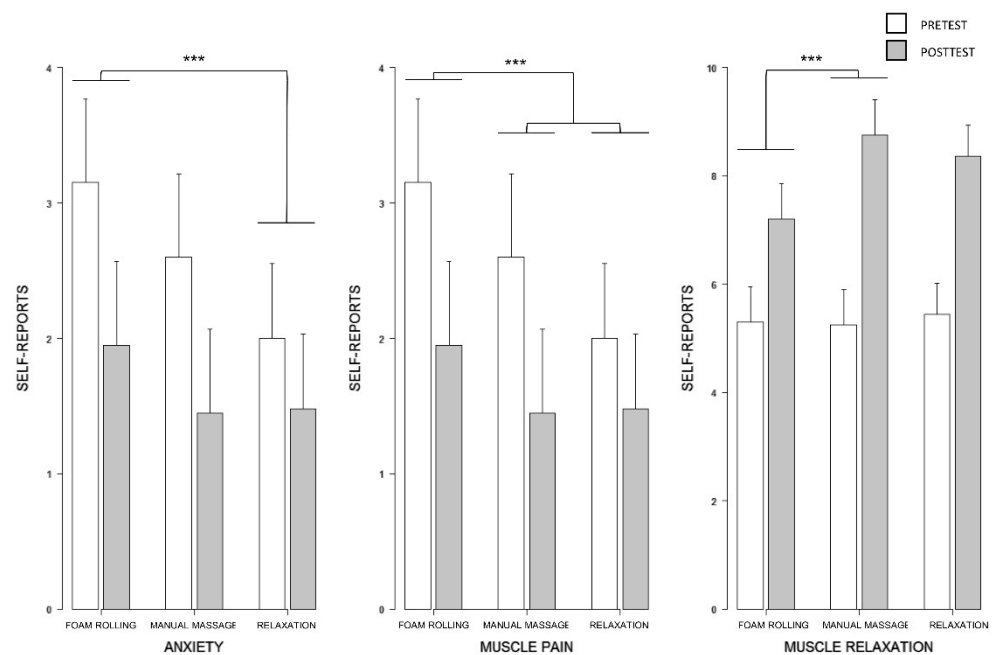 PRETEST
POSTTEST
***
4
3
2
1
0
SELF-REPORTS
FOAM ROLLING MANUAL MASSAGE RELAXATION
ANXIETY
***
4
3
2
1
0
SELF-REPORTS
FOAM ROLLING MANUAL MASSAGE RELAXATION
MUSCLE PAIN
***
10
8
6
4
2
0
SELF-REPORTS
FOAM ROLLING MANUAL MASSAGE RELAXATION
MUSCLE RELAXATION